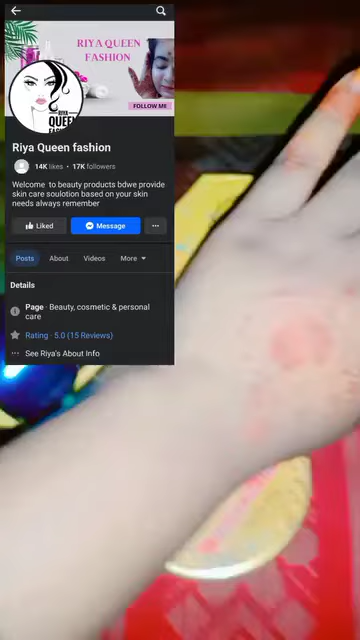 RIYA QUEEN
FASHION
FOLLOW ME
RIYA
QUEEN
Riya Queen fashion
14K likes • 17K followers
Welcome to beauty products bdwe provide
skin care soulotion based on your skin
needs always remember
Liked
Message
Posts
About
Videos
More
Details
Page · Beauty, cosmetic & personal
care
Rating · 5.0 (15 Reviews)
See Riya's About Info